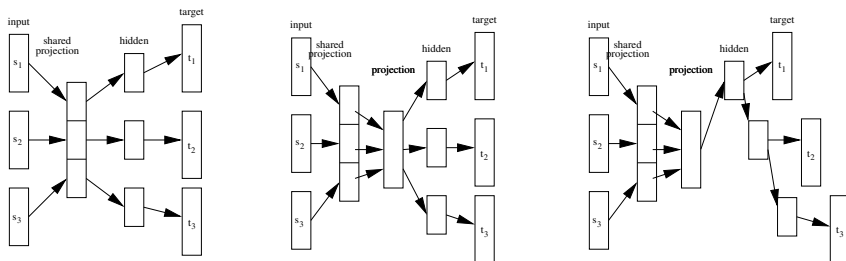 input
shared
projection
hidden
target
s1
s2
s3
t1
t2
t3
input
shared
projection
projection
hidden
target
s1
s2
s3
t1
t2
t3
input
shared
projection
projection
hidden
target
s1
s2
s3
t1
t2
t3